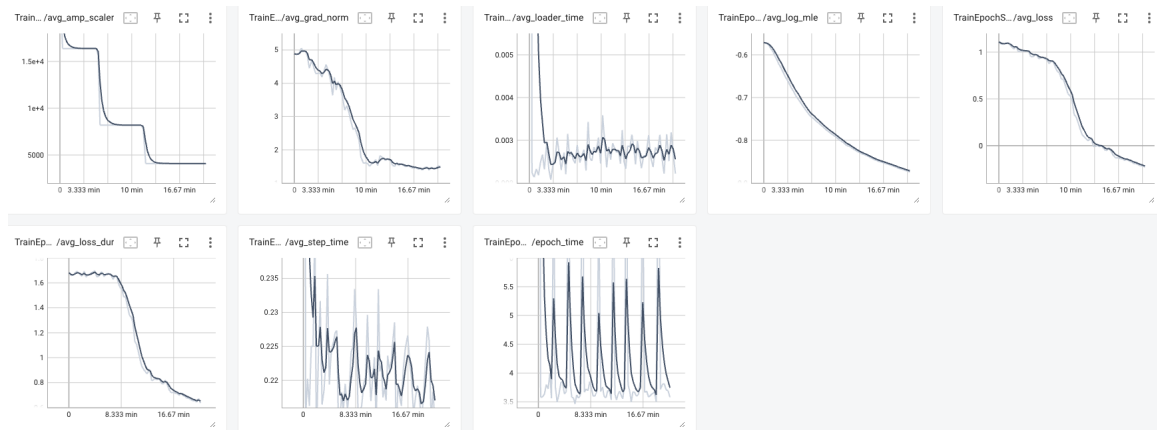 Train... /avg_amp_scaler
TrainE... /avg_grad_norm
Train... /avg_loader_time
TrainEpo... /avg_log_mle
TrainEpochS... /avg_loss
1.5e+4
1e+4
5000
0 3.333 min 10 min 16.67 min
5
4
3
2
0 3.333 min 10 min 16.67 min
0.005
0.004
0.003
0 3.333 min 10 min 16.67 min
-0.6
-0.7
-0.8
0 3.333 min 10 min 16.67 min
1
0.5
0
0 3.333 min 10 min 16.67 min
TrainEp... /avg_loss_dur
TrainE... /avg_step_time
TrainEpo... /epoch_time
1.6
1.4
1.2
1
0.8
0 8.333 min 16.67 min
0.235
0.23
0.225
0.22
0 8.333 min 16.67 min
5.5
5
4.5
4
3.5
0 8.333 min 16.67 min